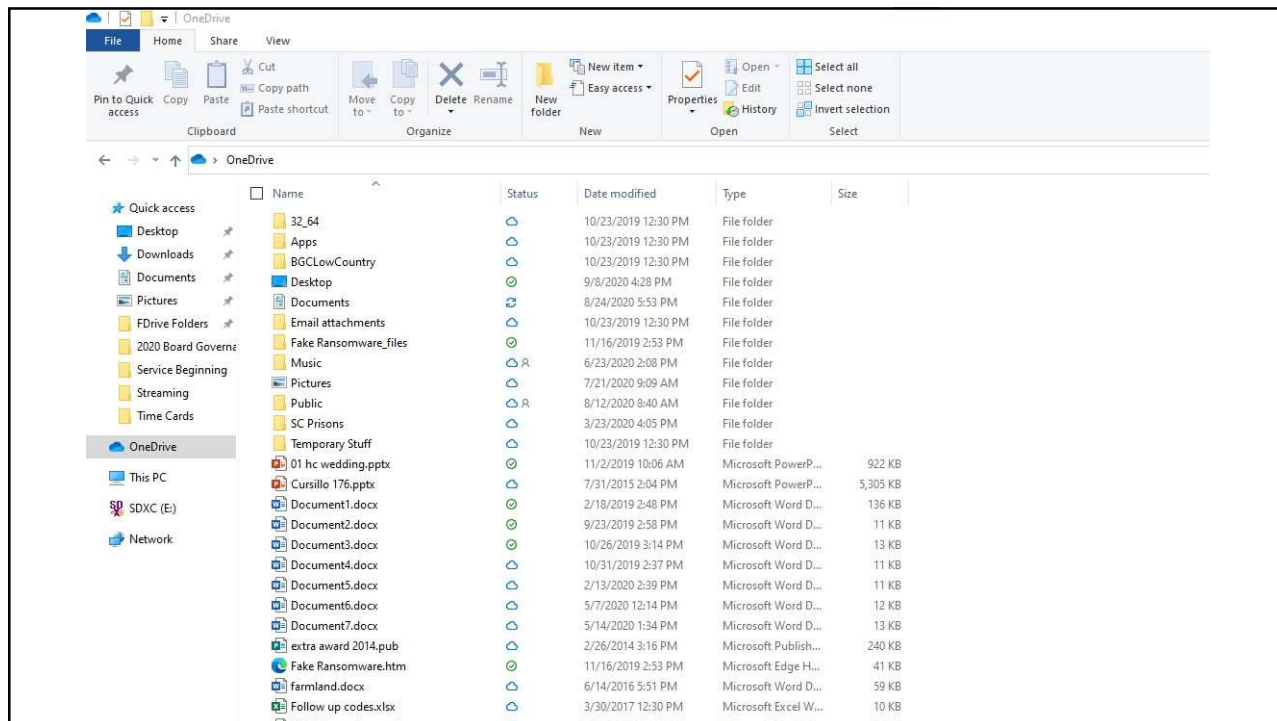 OneDrive
File Home Share View
Pin to Quick access
Copy
Paste
Cut
Copy path
Paste shortcut
Clipboard
Move to
Copy to
Delete
Rename
Organize
New folder
New item
Easy access
New
Properties
Open
Edit
History
Open
Select all
Select none
Invert selection
Select
OneDrive
Quick access
Desktop
Downloads
Documents
Pictures
FDrive Folders
2020 Board Governa
Service Beginning
Streaming
Time Cards
OneDrive
This PC
SDXC (E:)
Network
Name Status Date modified Type Size
32_64 10/23/2019 12:30 PM File folder
Apps 10/23/2019 12:30 PM File folder
BGCLowCountry 10/23/2019 12:30 PM File folder
Desktop 9/8/2020 4:28 PM File folder
Documents 8/24/2020 5:53 PM File folder
Email attachments 10/23/2019 12:30 PM File folder
Fake Ransomware_files 11/16/2019 2:53 PM File folder
Music 6/23/2020 2:08 PM File folder
Pictures 7/21/2020 9:09 AM File folder
Public 8/12/2020 8:40 AM File folder
SC Prisons 3/23/2020 4:05 PM File folder
Temporary Stuff 10/23/2019 12:30 PM File folder
01 hc wedding.pptx 11/2/2019 10:06 AM Microsoft PowerP... 922 KB
Cursillo 176.pptx 7/31/2015 2:04 PM Microsoft PowerP... 5,305 KB
Document1.docx 2/18/2019 2:48 PM Microsoft Word D... 136 KB
Document2.docx 9/23/2019 2:58 PM Microsoft Word D... 11 KB
Document3.docx 10/26/2019 3:14 PM Microsoft Word D... 13 KB
Document4.docx 10/31/2019 2:37 PM Microsoft Word D... 11 KB
Document5.docx 2/13/2020 2:39 PM Microsoft Word D... 11 KB
Document6.docx 5/7/2020 12:14 PM Microsoft Word D... 12 KB
Document7.docx 5/14/2020 1:34 PM Microsoft Word D... 13 KB
extra award 2014.pub 2/26/2014 3:16 PM Microsoft Publish... 240 KB
Fake Ransomware.htm 11/16/2019 2:53 PM Microsoft Edge H... 41 KB
farmland.docx 6/14/2016 5:51 PM Microsoft Word D... 59 KB
Follow up codes.xlsx 3/30/2017 12:30 PM Microsoft Excel W... 10 KB